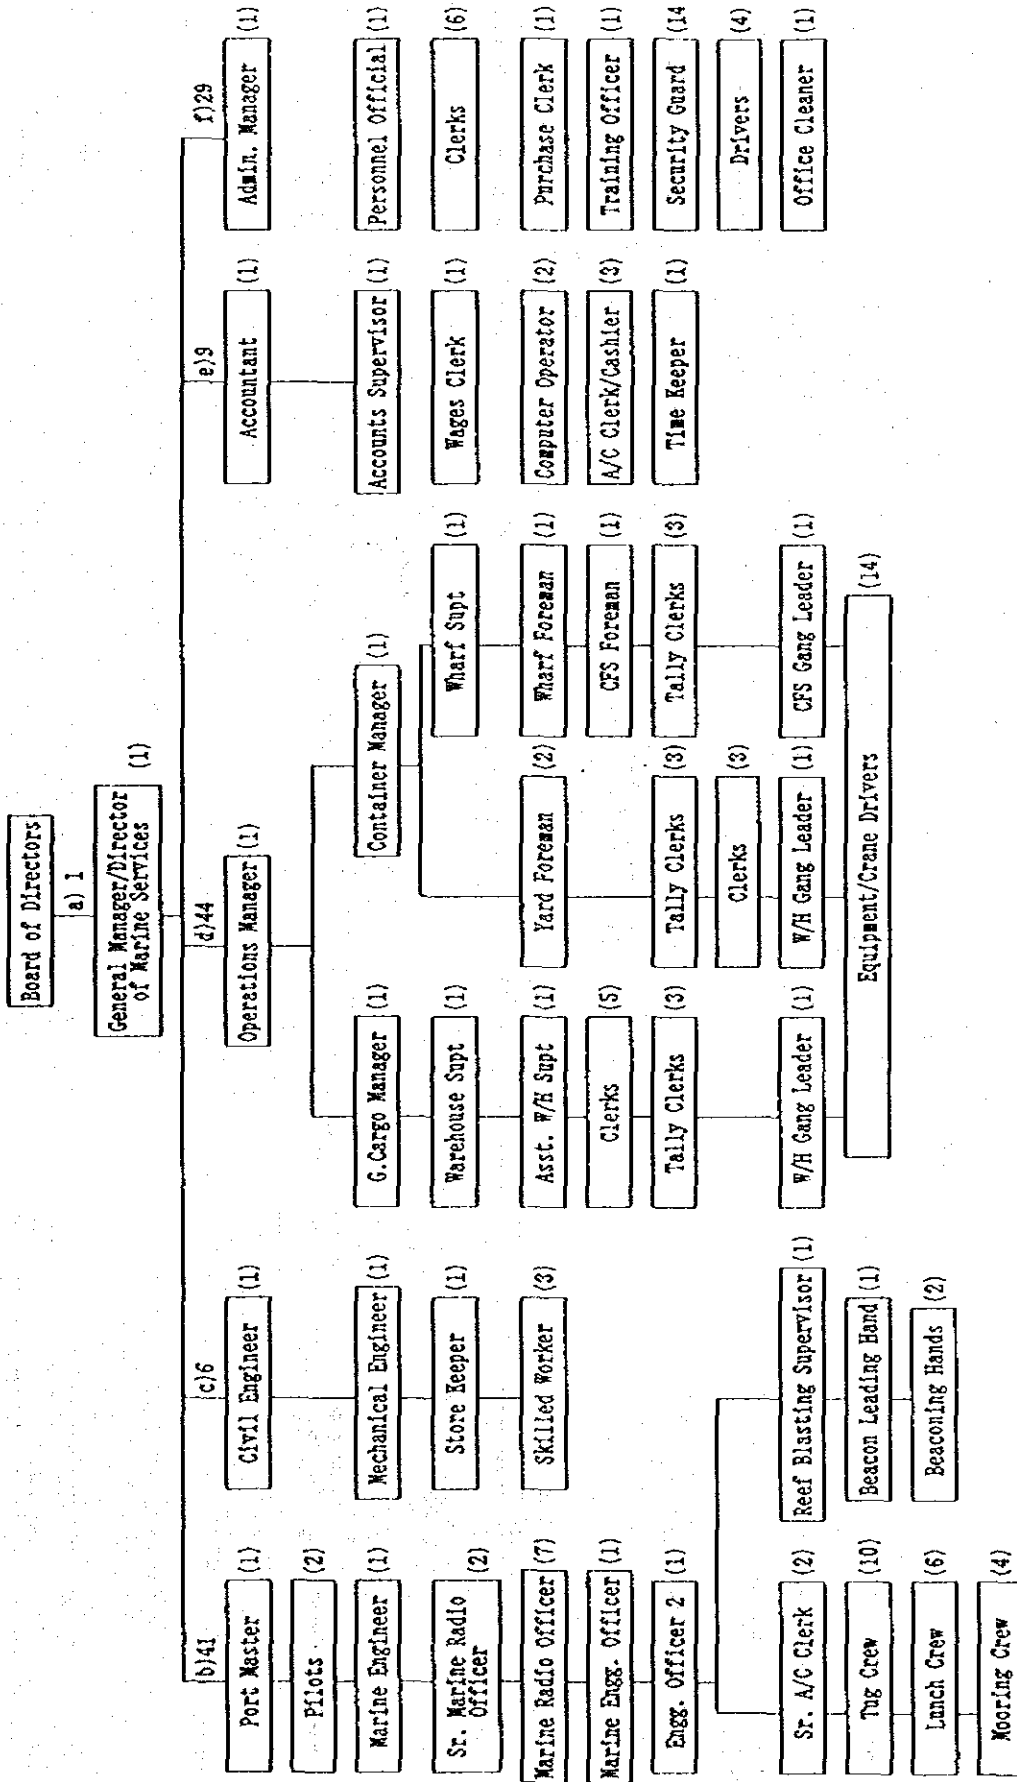 Board of Directors
a) 1
General Manager/Director
of Marine Services
(1)
b)41
Port Master (1)
Pilots (2)
Marine Engineer (1)
Sr. Marine Radio
Officer
(2)
Marine Radio Officer (7)
Marine Engg. Officer (1)
Engg. Officer 2 (1)
Sr. A/C Clerk (2)
Tug Crew (10)
Lunch Crew (6)
Mooring Crew (4)
Reef Blasting Supervisor (1)
Beacon Leading Hand (1)
Beaconing Hands (2)
c)6
Civil Engineer (1)
Mechanical Engineer (1)
Store Keeper (1)
Skilled Worker (3)
d)44
Operations Manager (1)
G.Cargo Manager (1)
Warehouse Supt (1)
Asst. W/H Supt (1)
Clerks (5)
Tally Clerks (3)
W/H Gang Leader (1)
Container Manager (1)
Yard Foreman (2)
Tally Clerks (3)
Clerks (3)
W/H Gang Leader (1)
Wharf Supt (1)
Wharf Foreman (1)
CFS Foreman (1)
Tally Clerks (3)
CFS Gang Leader (1)
Equipment/Crane Drivers (14)
e)9
Accountant (1)
Accounts Supervisor (1)
Wages Clerk (1)
Computer Operator (2)
A/C Clerk/Cashier (3)
Time Keeper (1)
f)29
Admin. Manager (1)
Personnel Official (1)
Clerks (6)
Purchase Clerk (1)
Training Officer (1)
Security Guard (14
Drivers (4)
Office Cleaner (1)